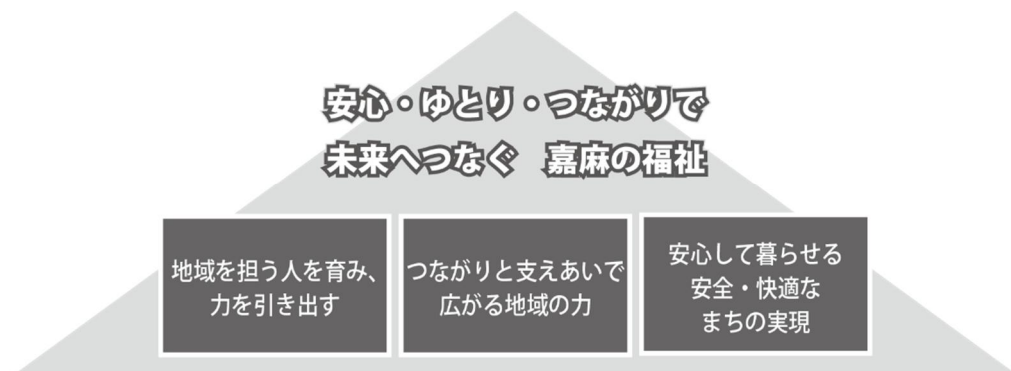 安心・ゆとり・つながりで
未来へつなぐ　嘉麻の福祉
地域を担う人を育み、
力を引き出す
つながりと支えあいで
広がる地域の力
安心して暮らせる
安全・快適な
まちの実現